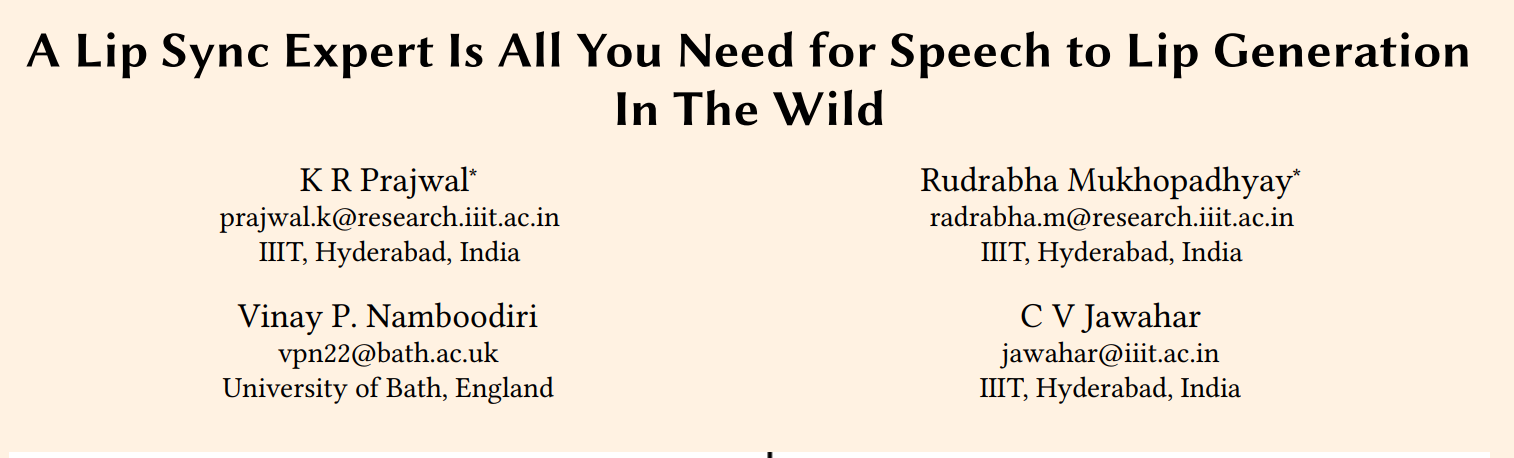 A Lip Sync Expert Is All You Need for Speech to Lip Generation
In The Wild
K R Prajwal*
prajwal.k@research.iiit.ac.in
IIIT, Hyderabad, India
Rudrabha Mukhopadhyay*
radrabha.m@research.iiit.ac.in
IIIT, Hyderabad, India
Vinay P. Namboodiri
vpn22@bath.ac.uk
University of Bath, England
C V Jawahar
jawahar@iiit.ac.in
IIIT, Hyderabad, India